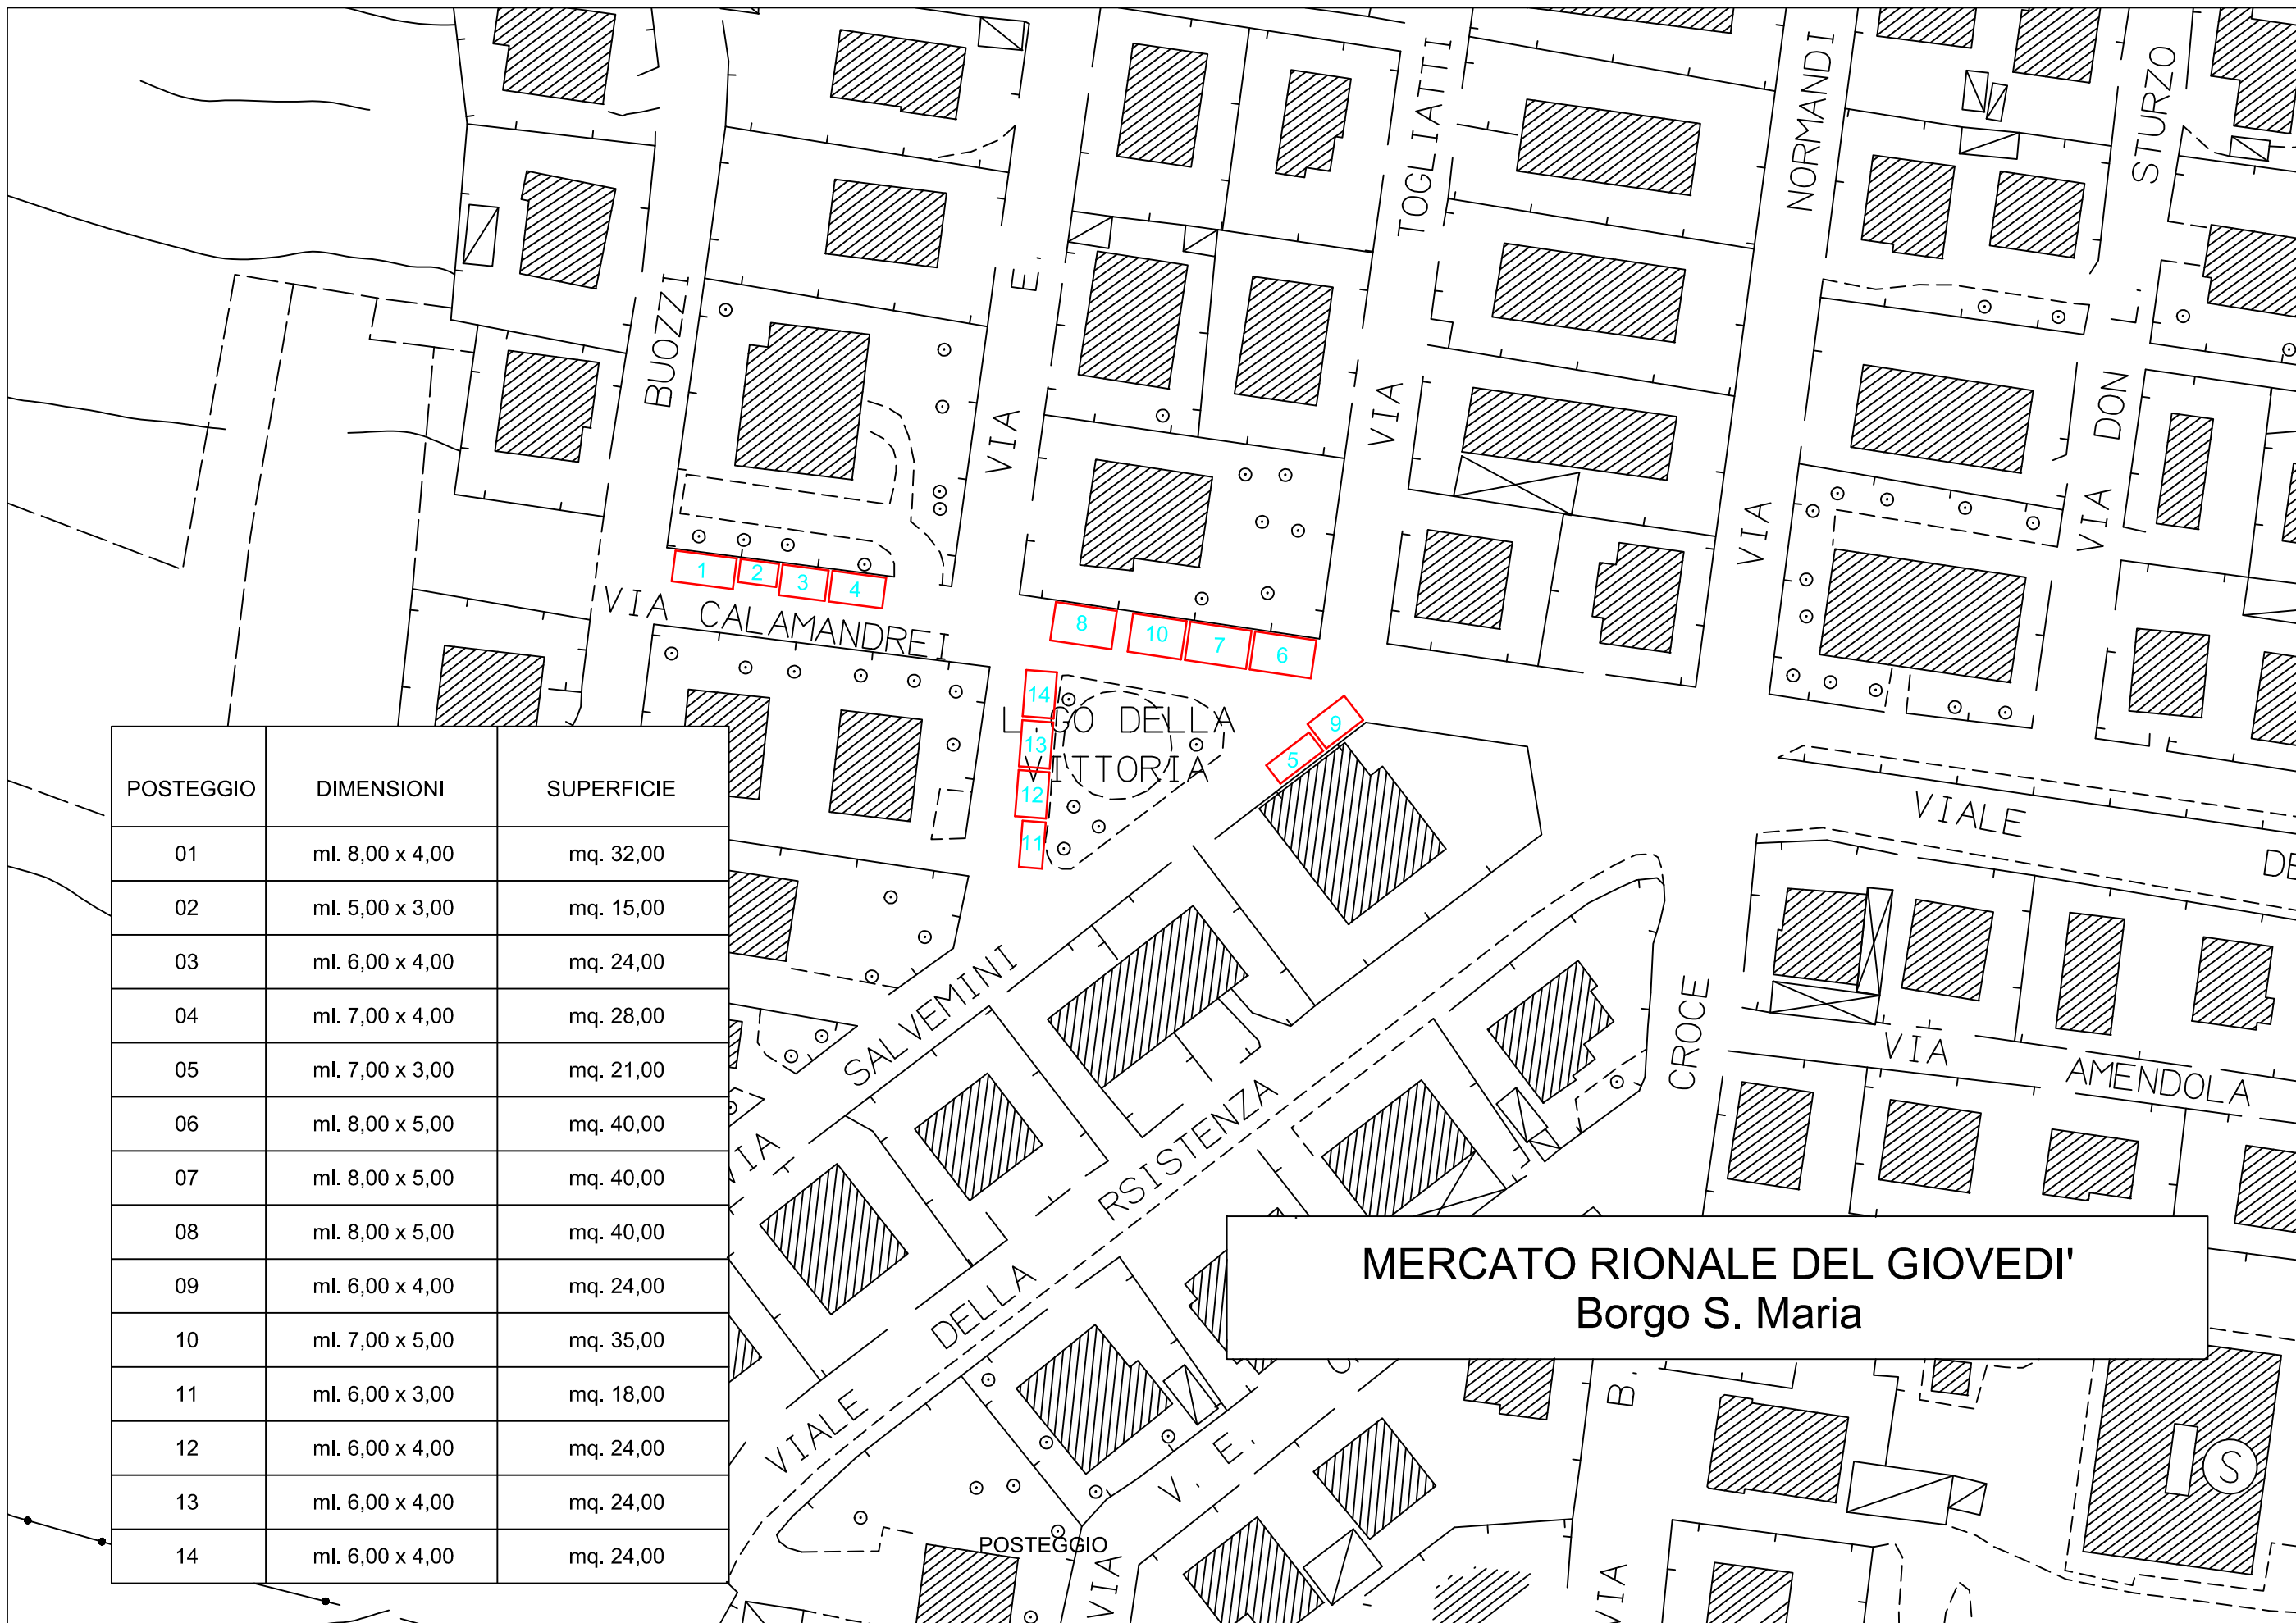 TOGLIATTI
VIA
NORMANDI
VIA
STURZO
VIA DON L.
BUOZZI
VIA E.
1
2
3
4
VIA CALAMANDREI
8
10
7
6
14
13
12
11
L.GO DELLA
VITTORIA
9
5
VIALE
DE
VIA SALVEMINI
CROCE
VIA
AMENDOLA
VIALE DELLA RSISTENZA
POSTEGGIO DIMENSIONI SUPERFICIE
01 ml. 8,00 x 4,00 mq. 32,00
02 ml. 5,00 x 3,00 mq. 15,00
03 ml. 6,00 x 4,00 mq. 24,00
04 ml. 7,00 x 4,00 mq. 28,00
05 ml. 7,00 x 3,00 mq. 21,00
06 ml. 8,00 x 5,00 mq. 40,00
07 ml. 8,00 x 5,00 mq. 40,00
08 ml. 8,00 x 5,00 mq. 40,00
09 ml. 6,00 x 4,00 mq. 24,00
10 ml. 7,00 x 5,00 mq. 35,00
11 ml. 6,00 x 3,00 mq. 18,00
12 ml. 6,00 x 4,00 mq. 24,00
13 ml. 6,00 x 4,00 mq. 24,00
14 ml. 6,00 x 4,00 mq. 24,00
MERCATO RIONALE DEL GIOVEDI'
Borgo S. Maria
B.
VIA
V. E.
VIA
S
POSTEGGIO